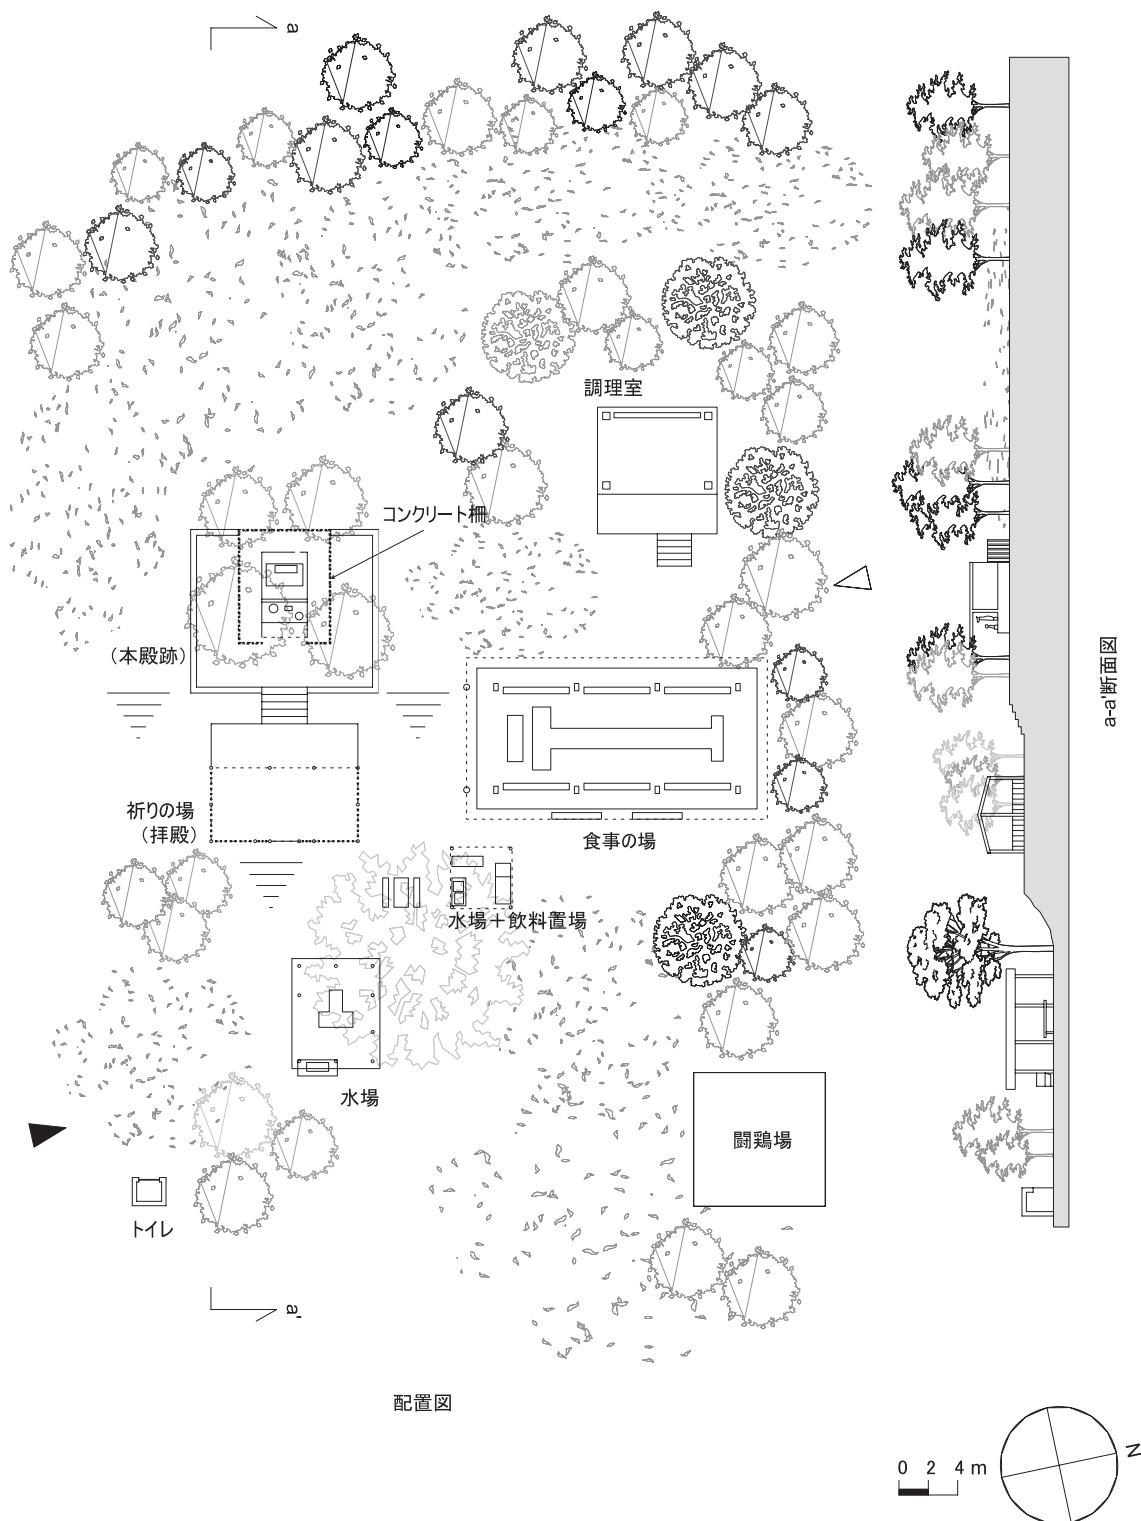 a
調理室
コンクリート柵
(本殿跡)
祈りの場
(拝殿)
食事の場
水場+飲料置場
水場
闘鶏場
トイレ
a'
a-a'断面図
配置図
0 2 4 m
N